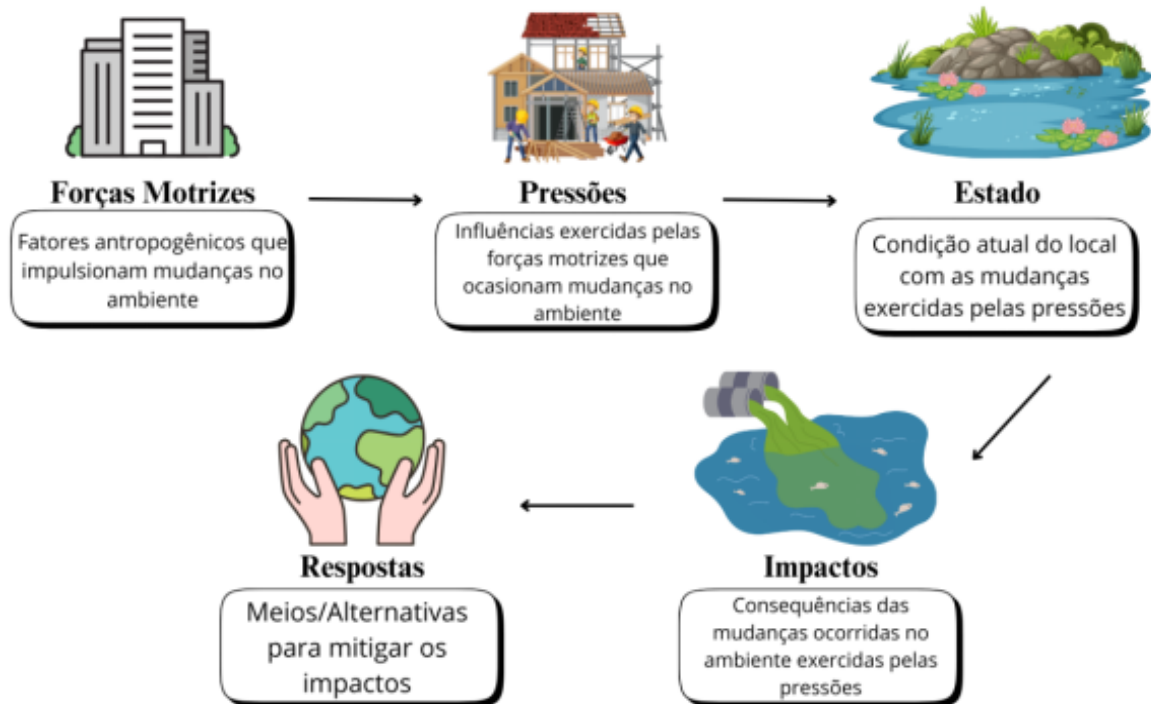 Forças Motrizes
Fatores antropogênicos que
impulsionam mudanças no
ambiente
Pressões
Influências exercidas pelas
forças motrizes que
ocasionam mudanças no
ambiente
Estado
Condição atual do local
com as mudanças
exercidas pelas pressões
Impactos
Consequências das
mudanças ocorridas no
ambiente exercidas pelas
pressões
Respostas
Meios/Alternativas
para mitigar os
impactos